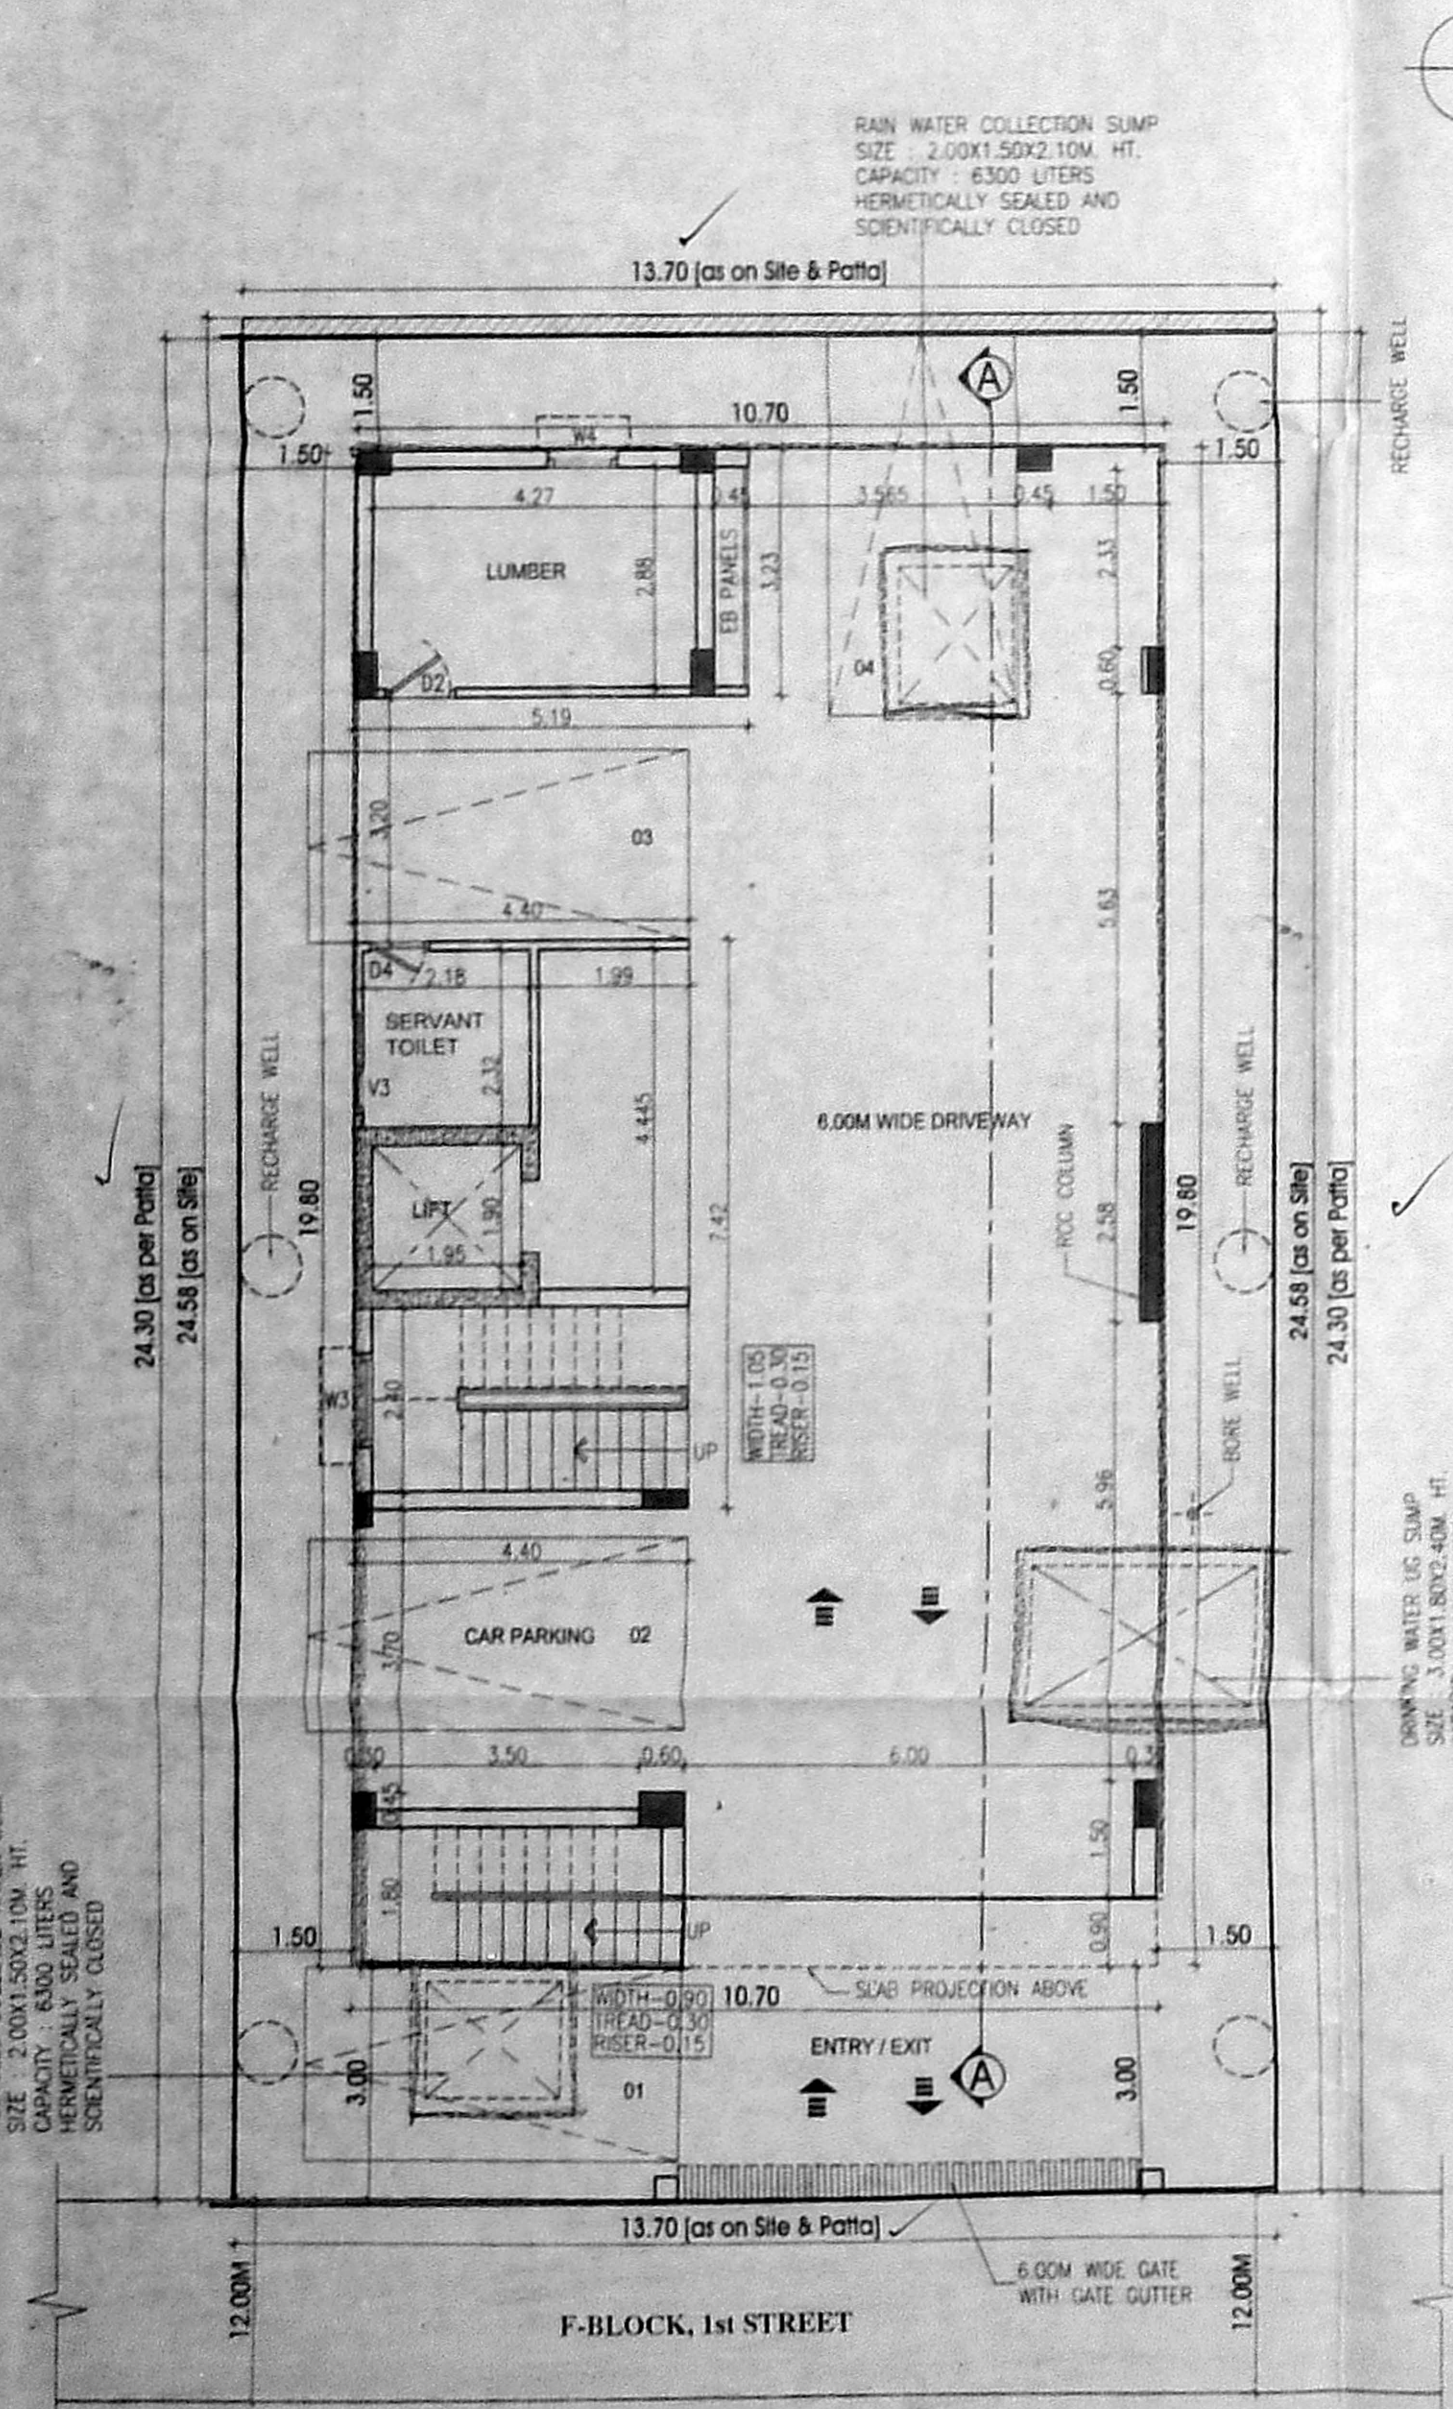 RAIN WATER COLLECTION SUMP
SIZE : 2.00X1.50X2.10M. HT.
CAPACITY : 6300 LITERS
HERMETICALLY SEALED AND
SCIENTIFICALLY CLOSED
13.70 [as on Site & Patta]
RECHARGE WELL
A
1.50
1.50
10.70
W4
1.50
1.50
4.27
0.45
3.565
0.45
1.50
LUMBER
2.88
EB PANELS
3.23
2.33
04
0.60
D2
5.19
3.20
03
5.63
4.40
D4
2.18
1.99
SERVANT
TOILET
V3
2.32
4.445
6.00M WIDE DRIVEWAY
RECHARGE WELL
RECHARGE WELL
RCC COLUMN
24.30 [as per Patta]
24.58 [as on Site]
19.80
LIFT
1.90
1.95
7.42
2.58
19.80
24.58 [as on Site]
24.30 [as per Patta]
W3
2.40
WIDTH-1.05
TREAD-0.30
RISER-0.15
UP
BORE WELL
5.96
4.40
CAR PARKING 02
3.70
DRINKING WATER UG SUMP
SIZE : 3.00X1.80X2.40M. HT.
3.50
0.60
6.00
0.45
1.80
1.50
UP
0.90
SIZE : 2.00X1.50X2.10M. HT.
CAPACITY : 6300 LITERS
HERMETICALLY SEALED AND
SCIENTIFICALLY CLOSED
1.50
1.50
WIDTH-0.90
TREAD-0.30
RISER-0.15
10.70
SLAB PROJECTION ABOVE
ENTRY / EXIT
3.00
01
A
3.00
13.70 [as on Site & Patta]
6.00M WIDE GATE
WITH GATE GUTTER
12.00M
12.00M
F-BLOCK, 1st STREET